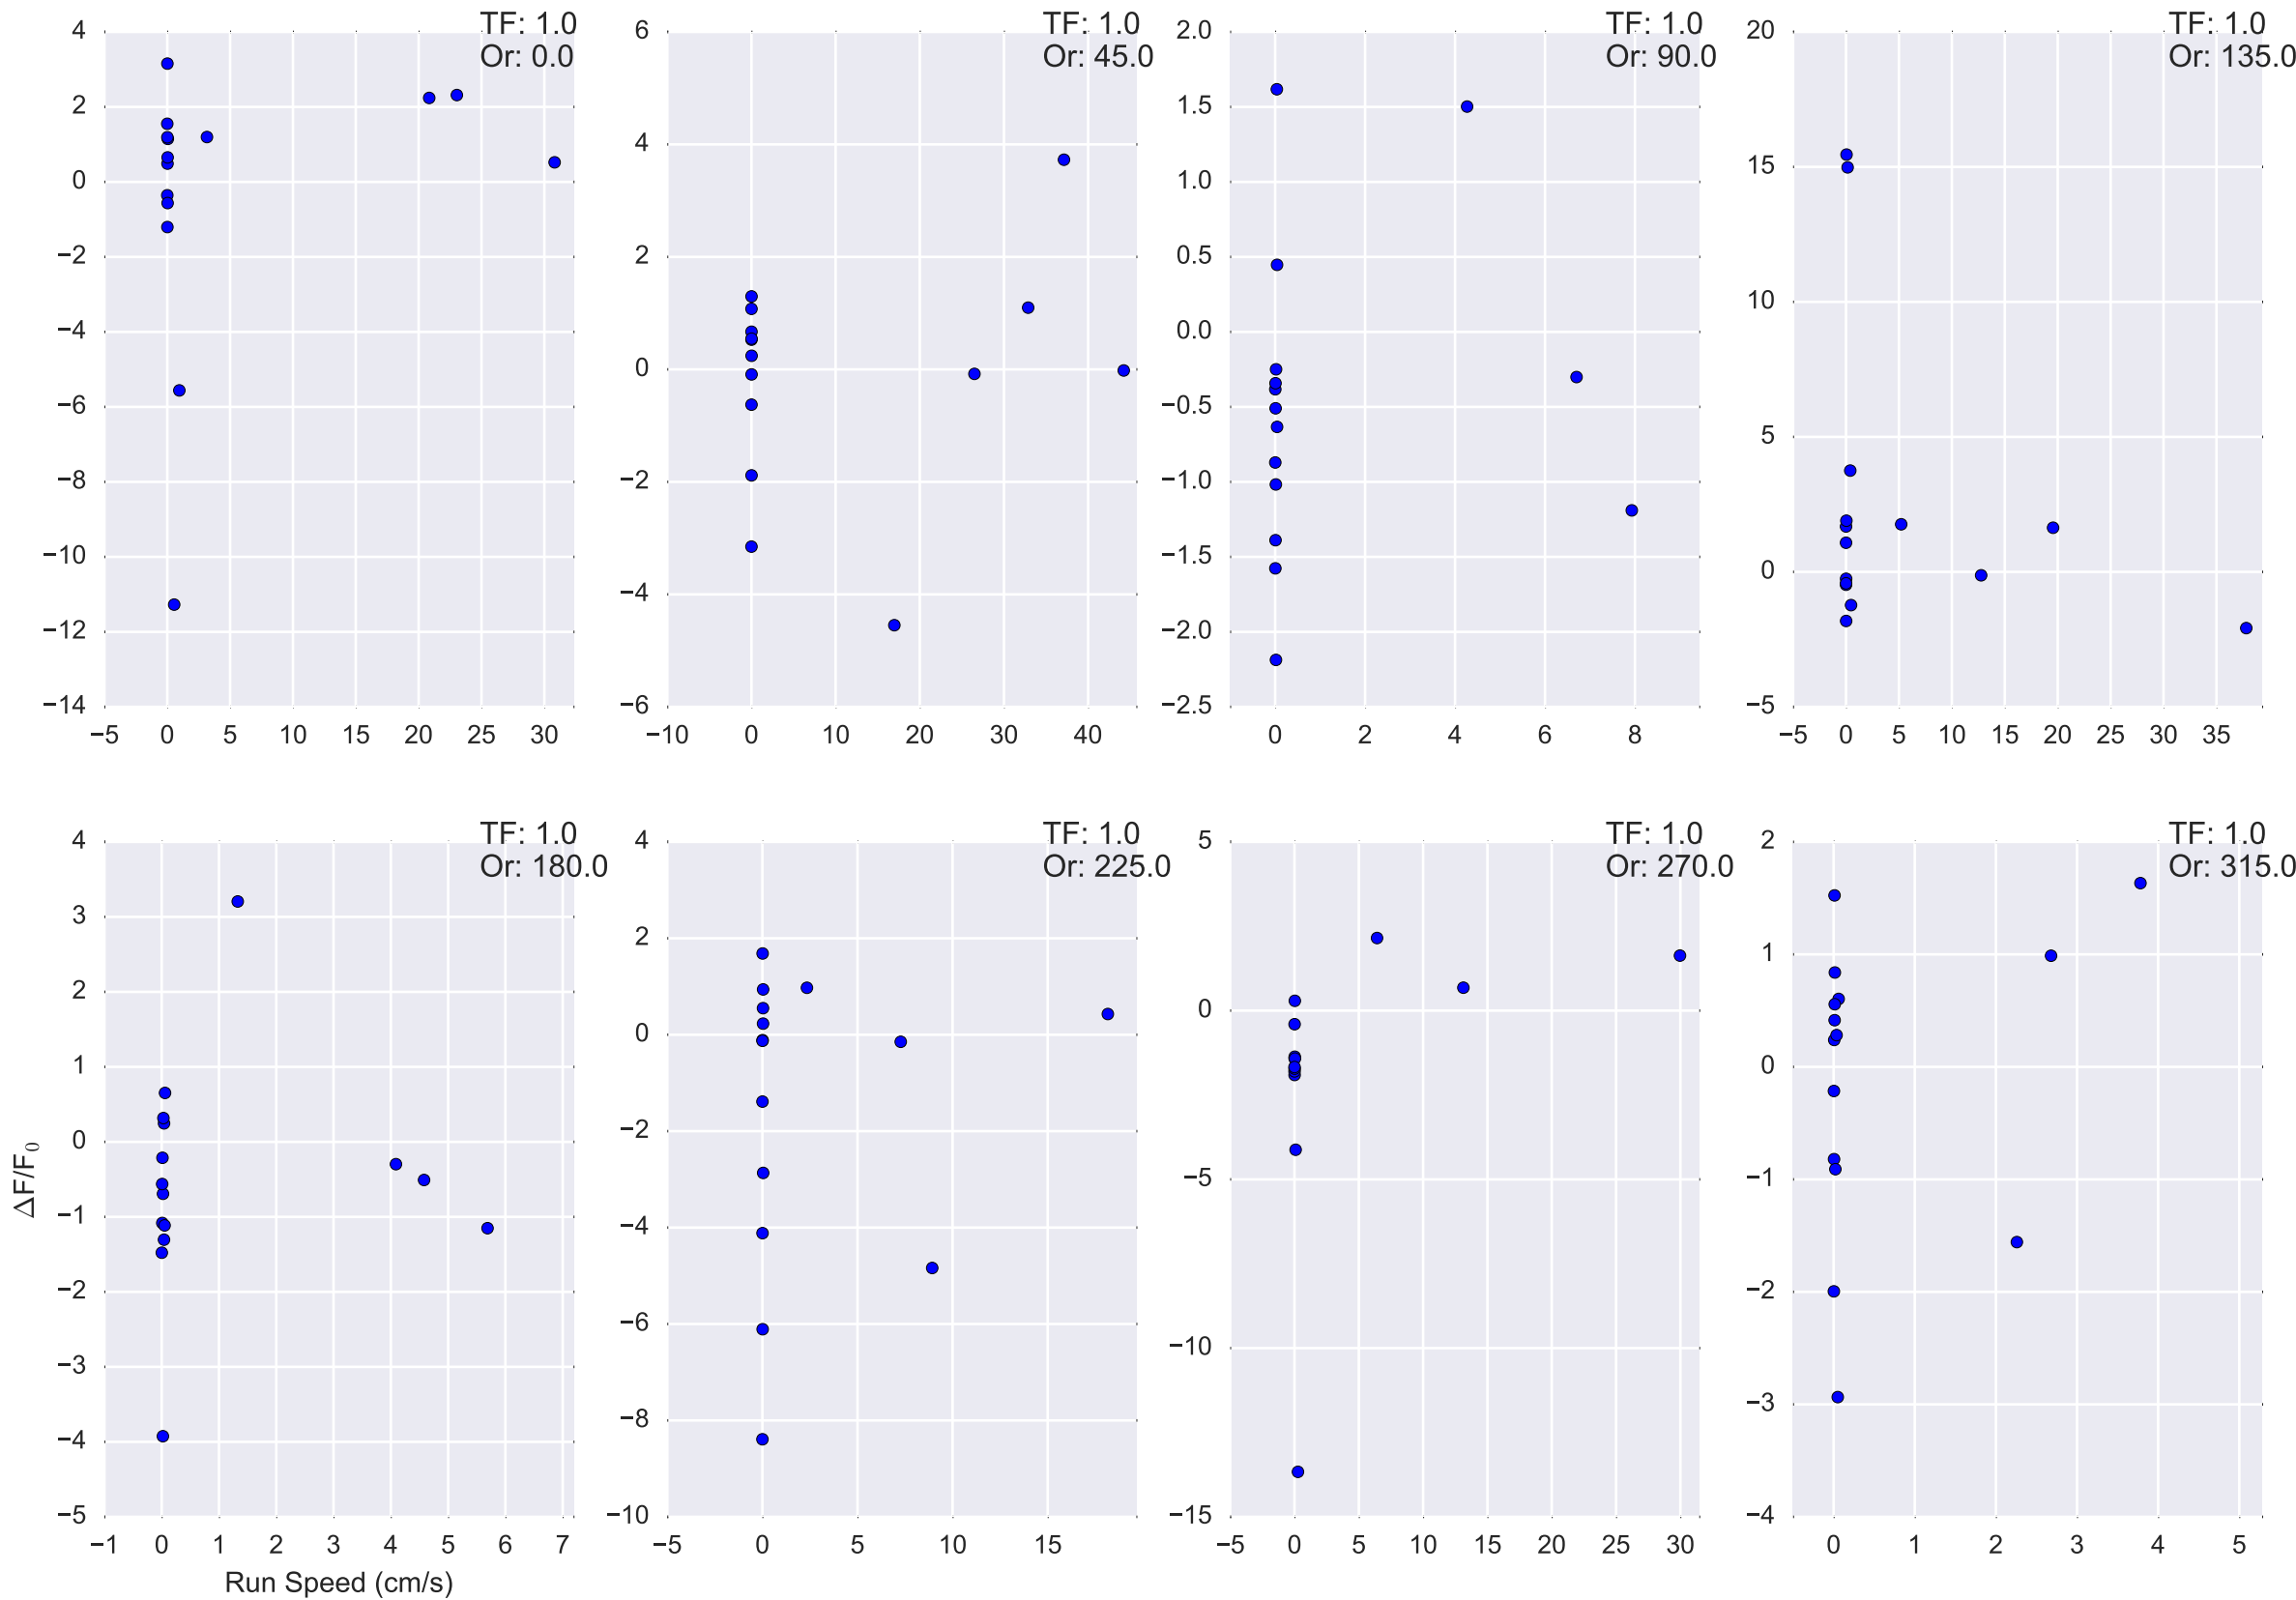 TF: 1.0
Or: 0.0
4
2
0
−2
−4
−6
−8
−10
−12
−14
−5 0 5 10 15 20 25 30
TF: 1.0
Or: 45.0
6
4
2
0
−2
−4
−6
−10 0 10 20 30 40
TF: 1.0
Or: 90.0
2.0
1.5
1.0
0.5
0.0
−0.5
−1.0
−1.5
−2.0
−2.5
0 2 4 6 8
TF: 1.0
Or: 135.0
20
15
10
5
0
−5
−5 0 5 10 15 20 25 30 35
TF: 1.0
Or: 180.0
4
3
2
1
0
−1
−2
−3
−4
−5
−1 0 1 2 3 4 5 6 7
ΔF/F₀
Run Speed (cm/s)
TF: 1.0
Or: 225.0
4
2
0
−2
−4
−6
−8
−10
−5 0 5 10 15
TF: 1.0
Or: 270.0
5
0
−5
−10
−15
−5 0 5 10 15 20 25 30
TF: 1.0
Or: 315.0
2
1
0
−1
−2
−3
−4
0 1 2 3 4 5